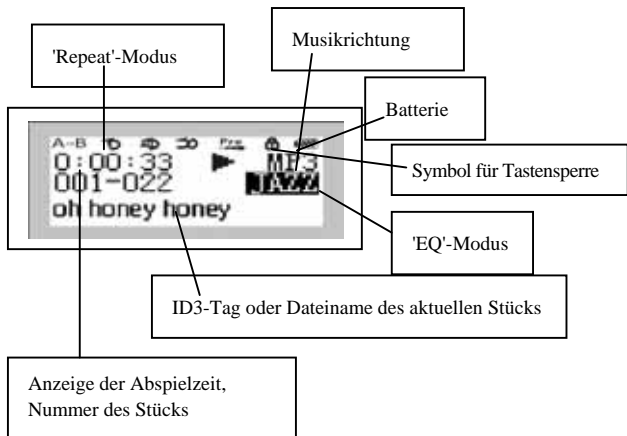 Musikrichtung
'Repeat'-Modus
Batterie
A-B
0:00:33 MP3
Symbol für Tastensperre
001-022 JAZZ
oh honey honey
'EQ'-Modus
ID3-Tag oder Dateiname des aktuellen Stücks
Anzeige der Abspielzeit,
Nummer des Stücks